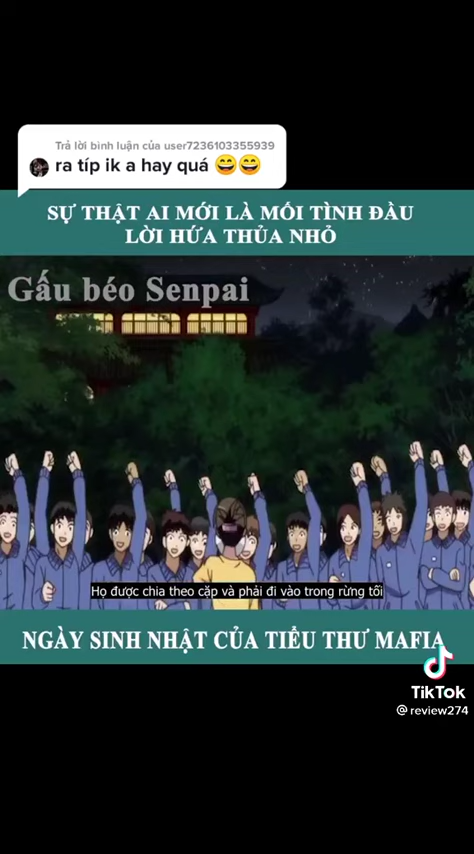 Trả lời bình luận của user7236103355939
ra típ ik a hay quá 😄😄
SỰ THẬT AI MỚI LÀ MỐI TÌNH ĐẦU
LỜI HỨA THỦA NHỎ
Gấu béo Senpai
Họ được chia theo cặp và phải đi vào trong rừng tối
NGÀY SINH NHẬT CỦA TIỂU THƯ MAFIA
TikTok
@ review274